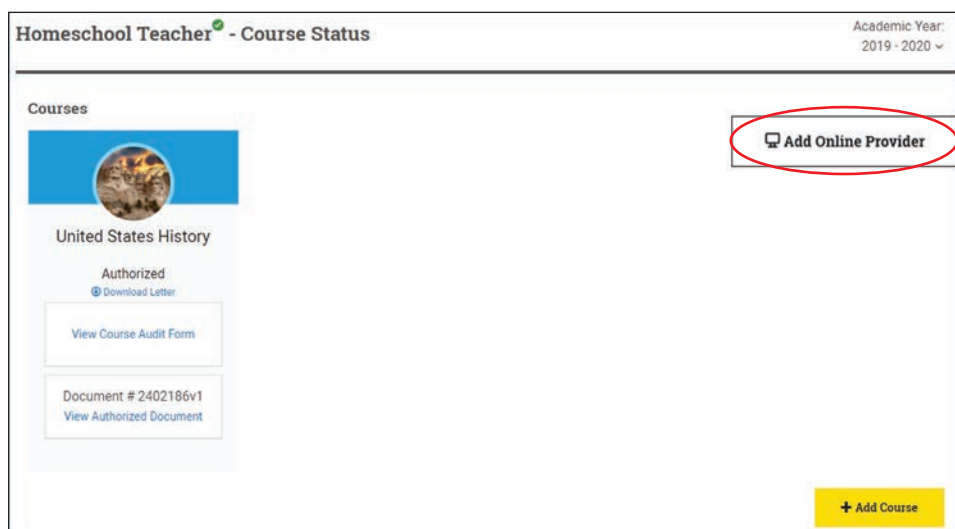 Homeschool Teacher - Course Status
Academic Year:
2019 - 2020
Courses
Add Online Provider
United States History
Authorized
Download Letter
View Course Audit Form
Document # 2402186v1
View Authorized Document
+ Add Course